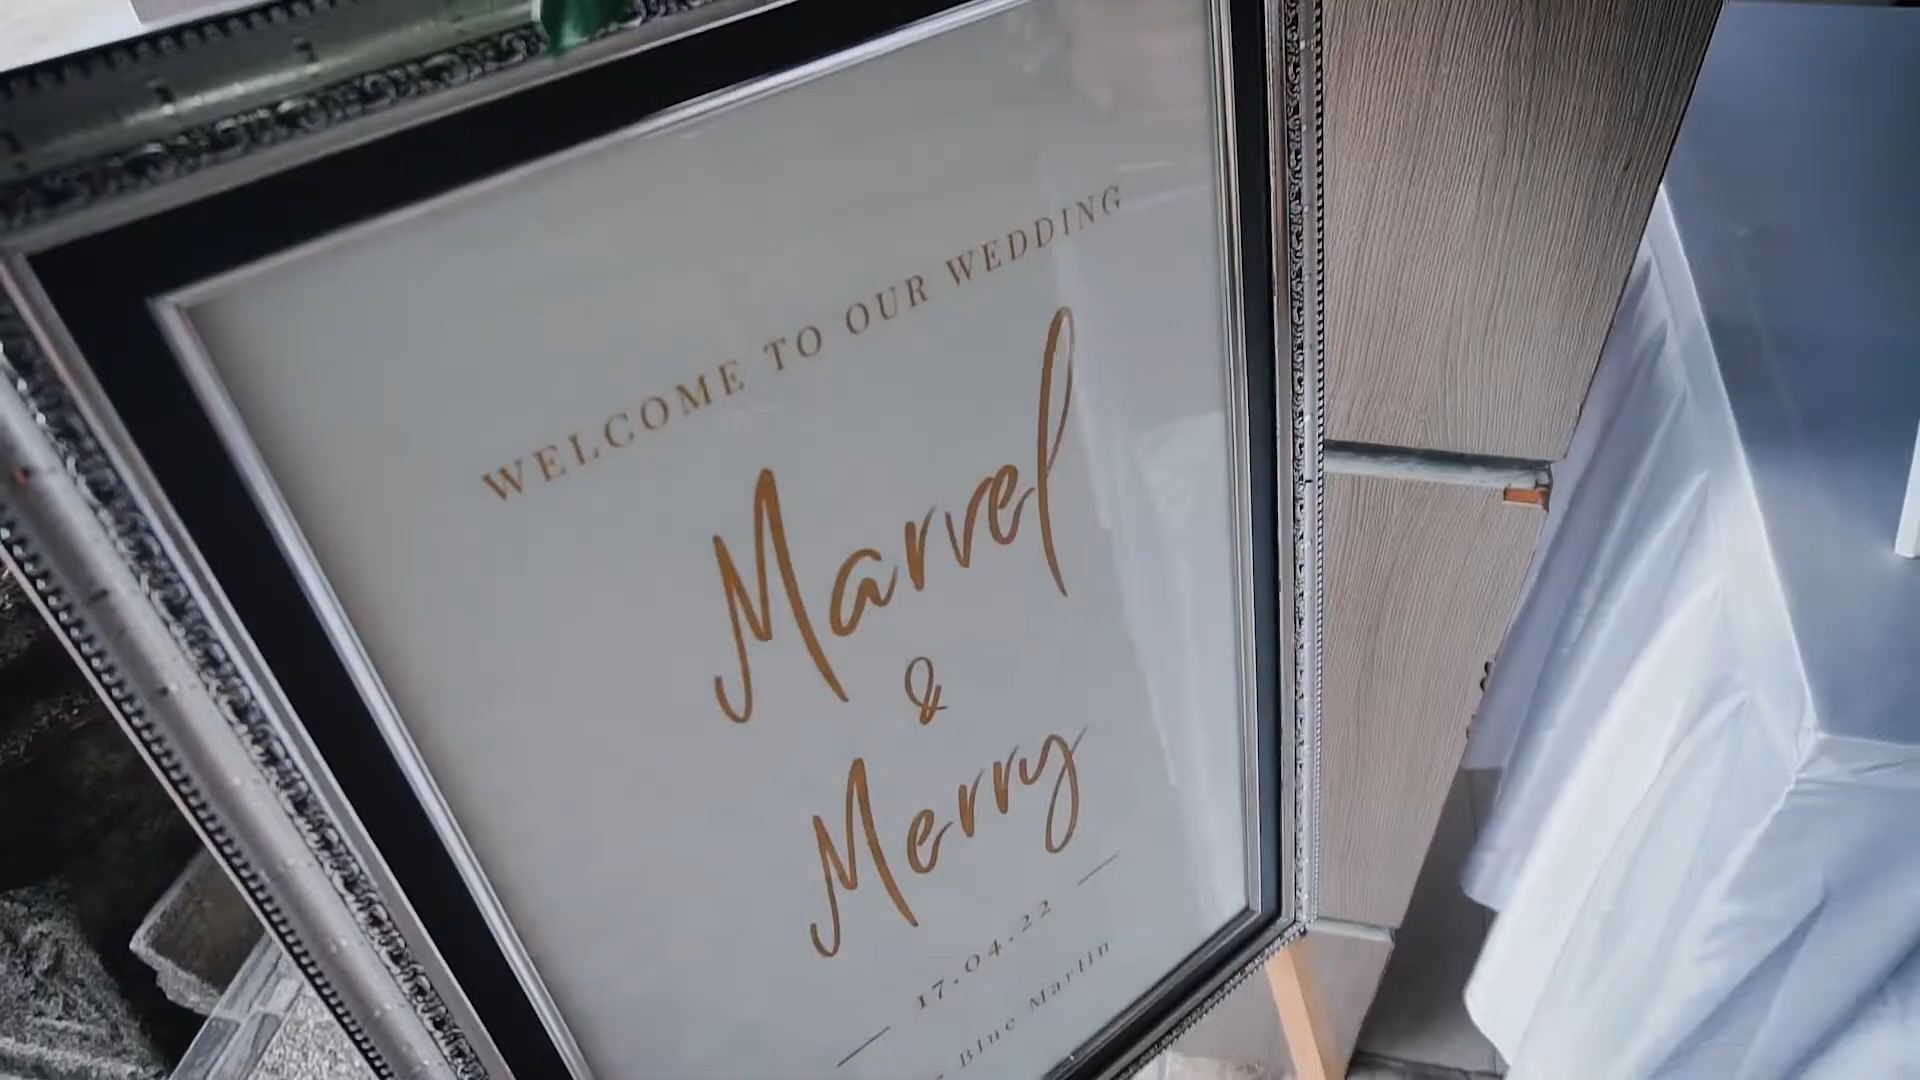 WELCOME TO OUR WEDDING
Marvel
&
Merry
17.04.22
Blue Marlin